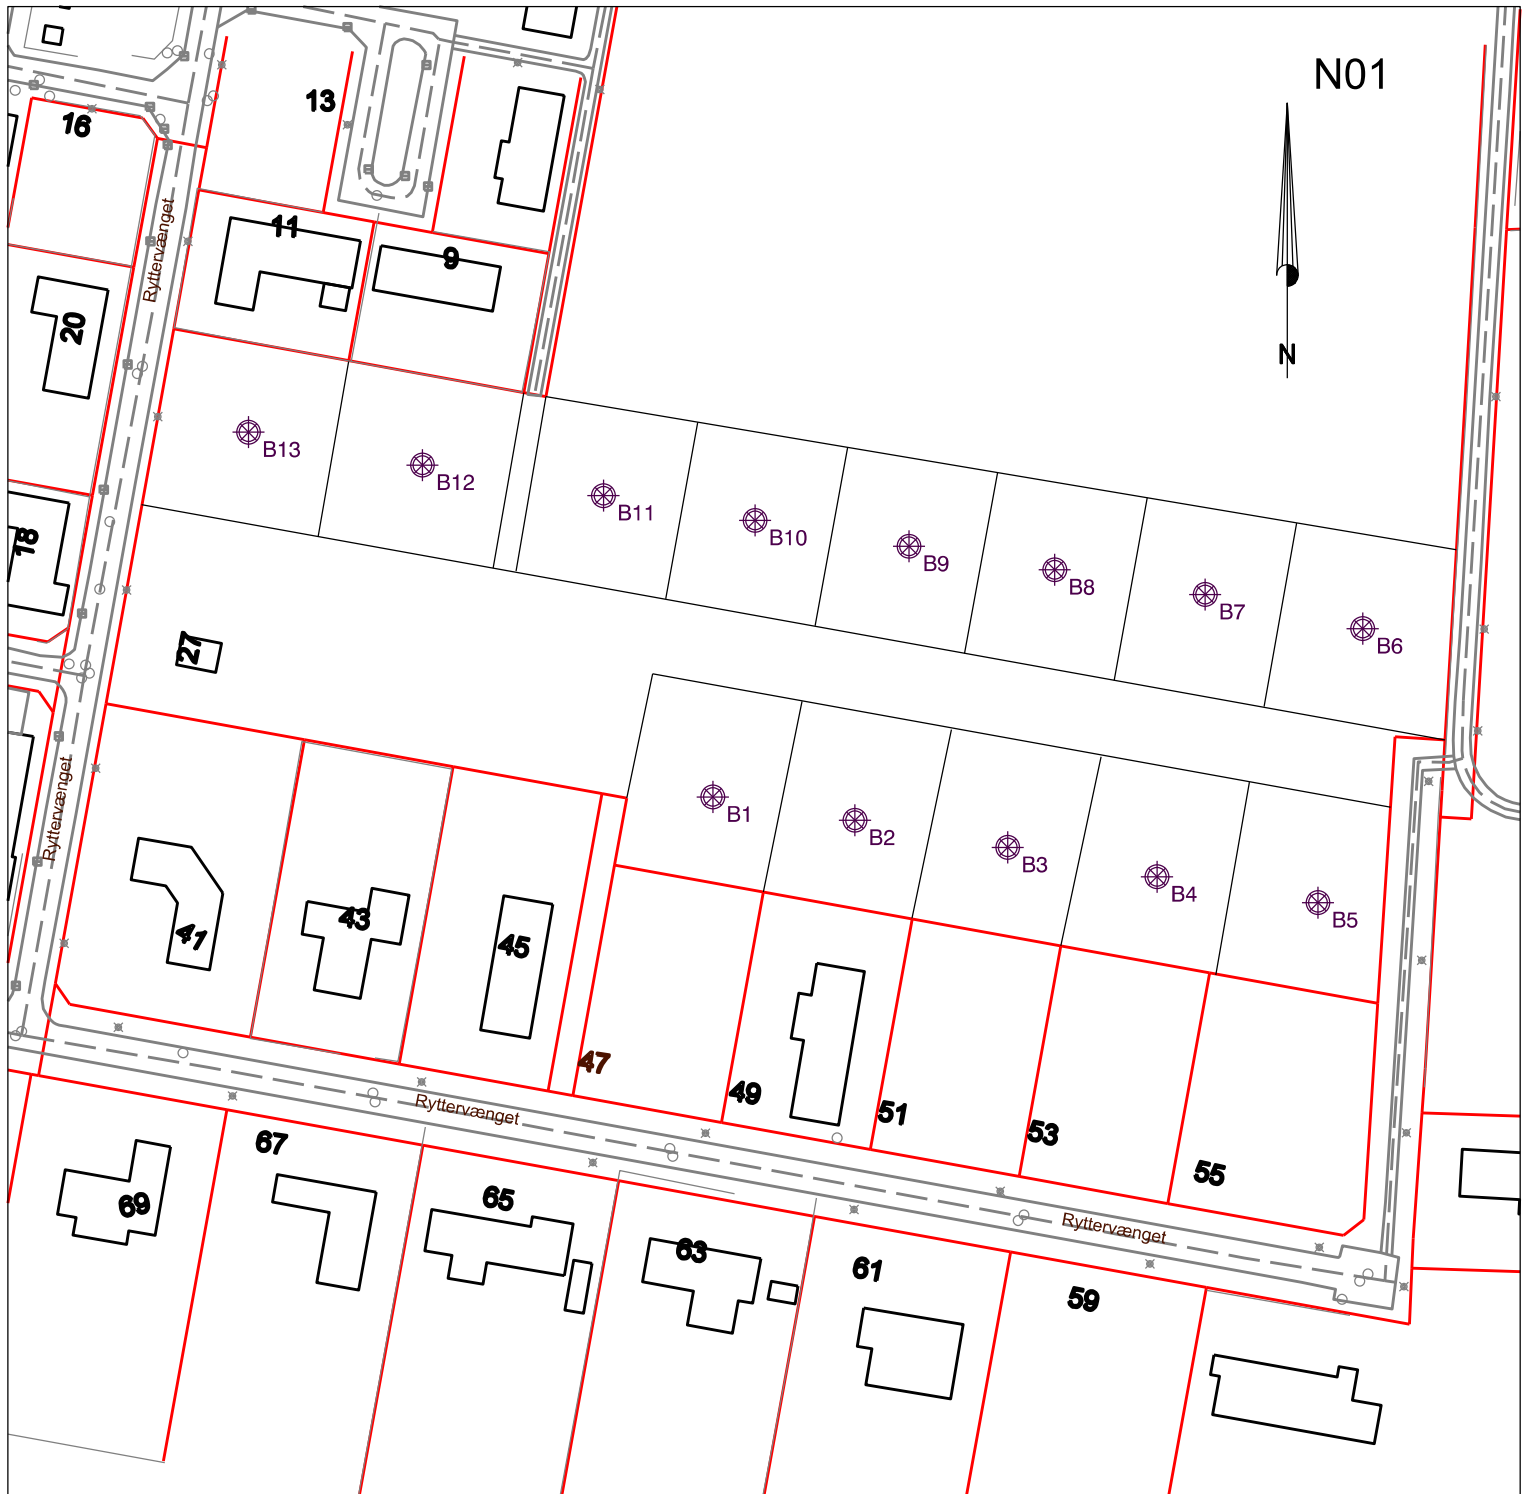 N01
13
16
Ryttervænget
11
9
20
N
B13
B12
B11
B10
B9
B8
B7
B6
18
27
B1
B2
B3
B4
B5
Ryttervænget
41
43
45
47
49
51
53
55
Ryttervænget
Ryttervænget
69
67
65
63
61
59